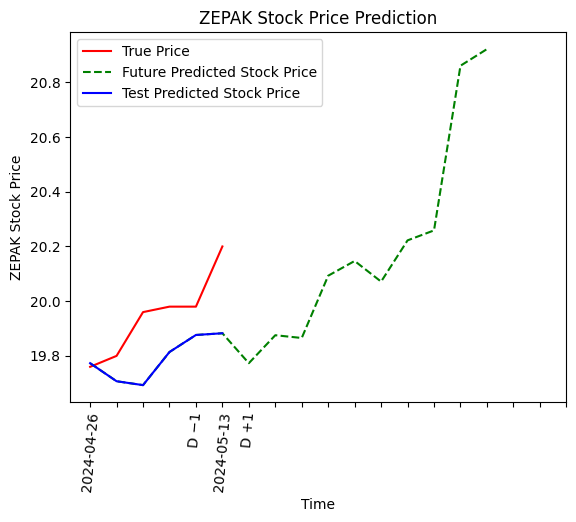 ZEPAK Stock Price Prediction
True Price
Future Predicted Stock Price
Test Predicted Stock Price
ZEPAK Stock Price
20.8
20.6
20.4
20.2
20.0
19.8
2024-04-26
D −1
2024-05-13
D +1
Time